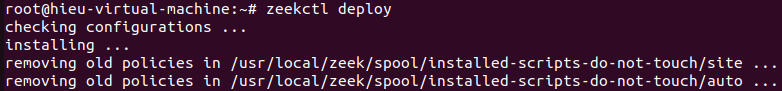 root@hieu-virtual-machine:~# zeekctl deploy
checking configurations ...
installing ...
removing old policies in /usr/local/zeek/spool/installed-scripts-do-not-touch/site ...
removing old policies in /usr/local/zeek/spool/installed-scripts-do-not-touch/auto ...